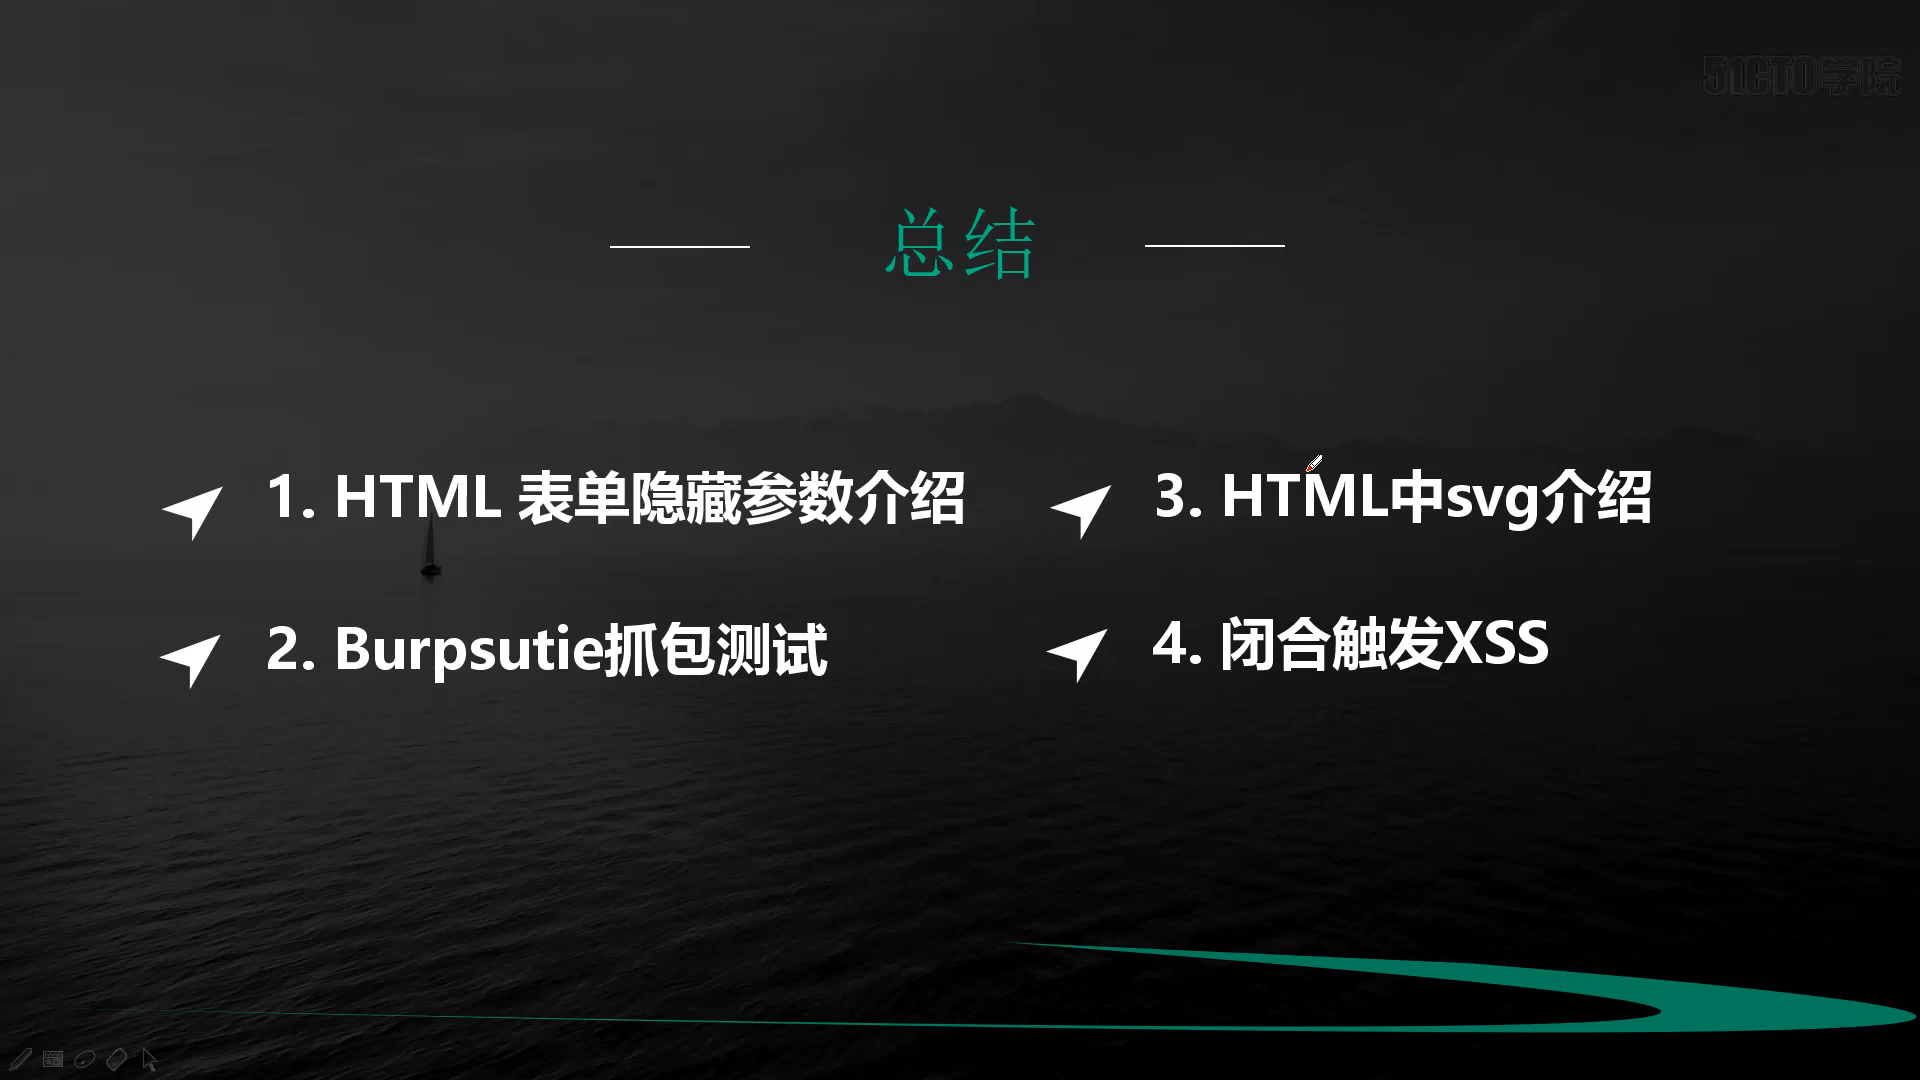 51CTO学院
总结
1. HTML 表单隐藏参数介绍
2. Burpsutie抓包测试
3. HTML中svg介绍
4. 闭合触发XSS